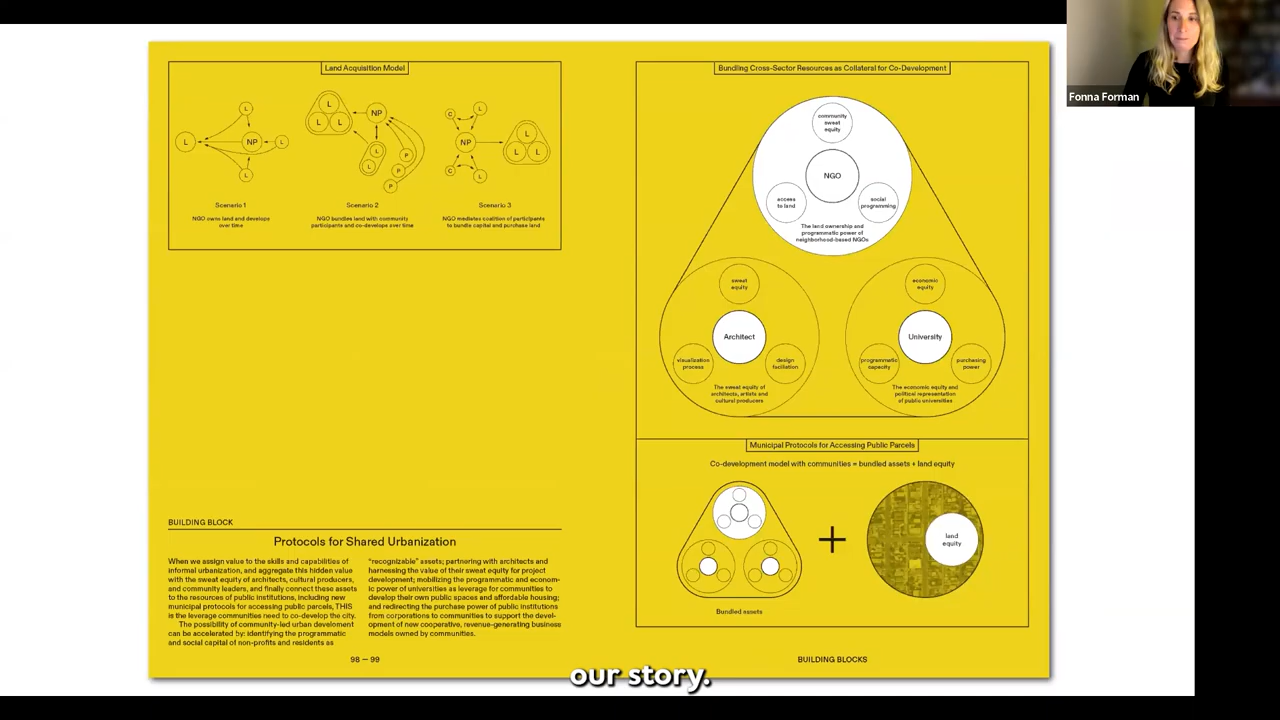 Fonna Forman
Land Acquisition Model
L
L
L
L
NP
L
L
L
NP
L
L
P
P
P
C
L
NP
C
L
L
L
L
Scenario 1
NGO owns land and develops
over time
Scenario 2
NGO bundles land with community
participants and co-develops over time
Scenario 3
NGO mediates coalition of participants
to bundle capital and purchase land
BUILDING BLOCK
Protocols for Shared Urbanization
When we assign value to the skills and capabilities of
informal urbanization, and aggregate this hidden value
with the sweat equity of architects, cultural producers,
and community leaders, and finally connect these assets
to the resources of public institutions, including new
municipal protocols for accessing public parcels, THIS
is the leverage communities need to co-develop the city.
The possibility of community-led urban develoment
can be accelerated by: identifying the programmatic
and social capital of non-profits and residents as
"recognizable" assets; partnering with architects and
harnessing the value of their sweat equity for project
development; mobilizing the programmatic and econom-
ic power of universities as leverage for communities to
develop their own public spaces and affordable housing;
and redirecting the purchase power of public institutions
from corporations to communities to support the devel-
opment of new cooperative, revenue-generating business
models owned by communities.
98 — 99
Bundling Cross-Sector Resources as Collateral for Co-Development
community
sweat
equity
NGO
access
to land
social
programming
The land ownership and
programmatic power of
neighborhood-based NGOs
sweat
equity
Architect
visualization
process
design
facilation
The sweat equity of
architects, artists and
cultural producers
economic
equity
University
programmatic
capacity
purchasing
power
The economic equity and
political representation
of public universities
Municipal Protocols for Accessing Public Parcels
Co-development model with communities = bundled assets + land equity
+
land
equity
Bundled assets
BUILDING BLOCKS
our story.